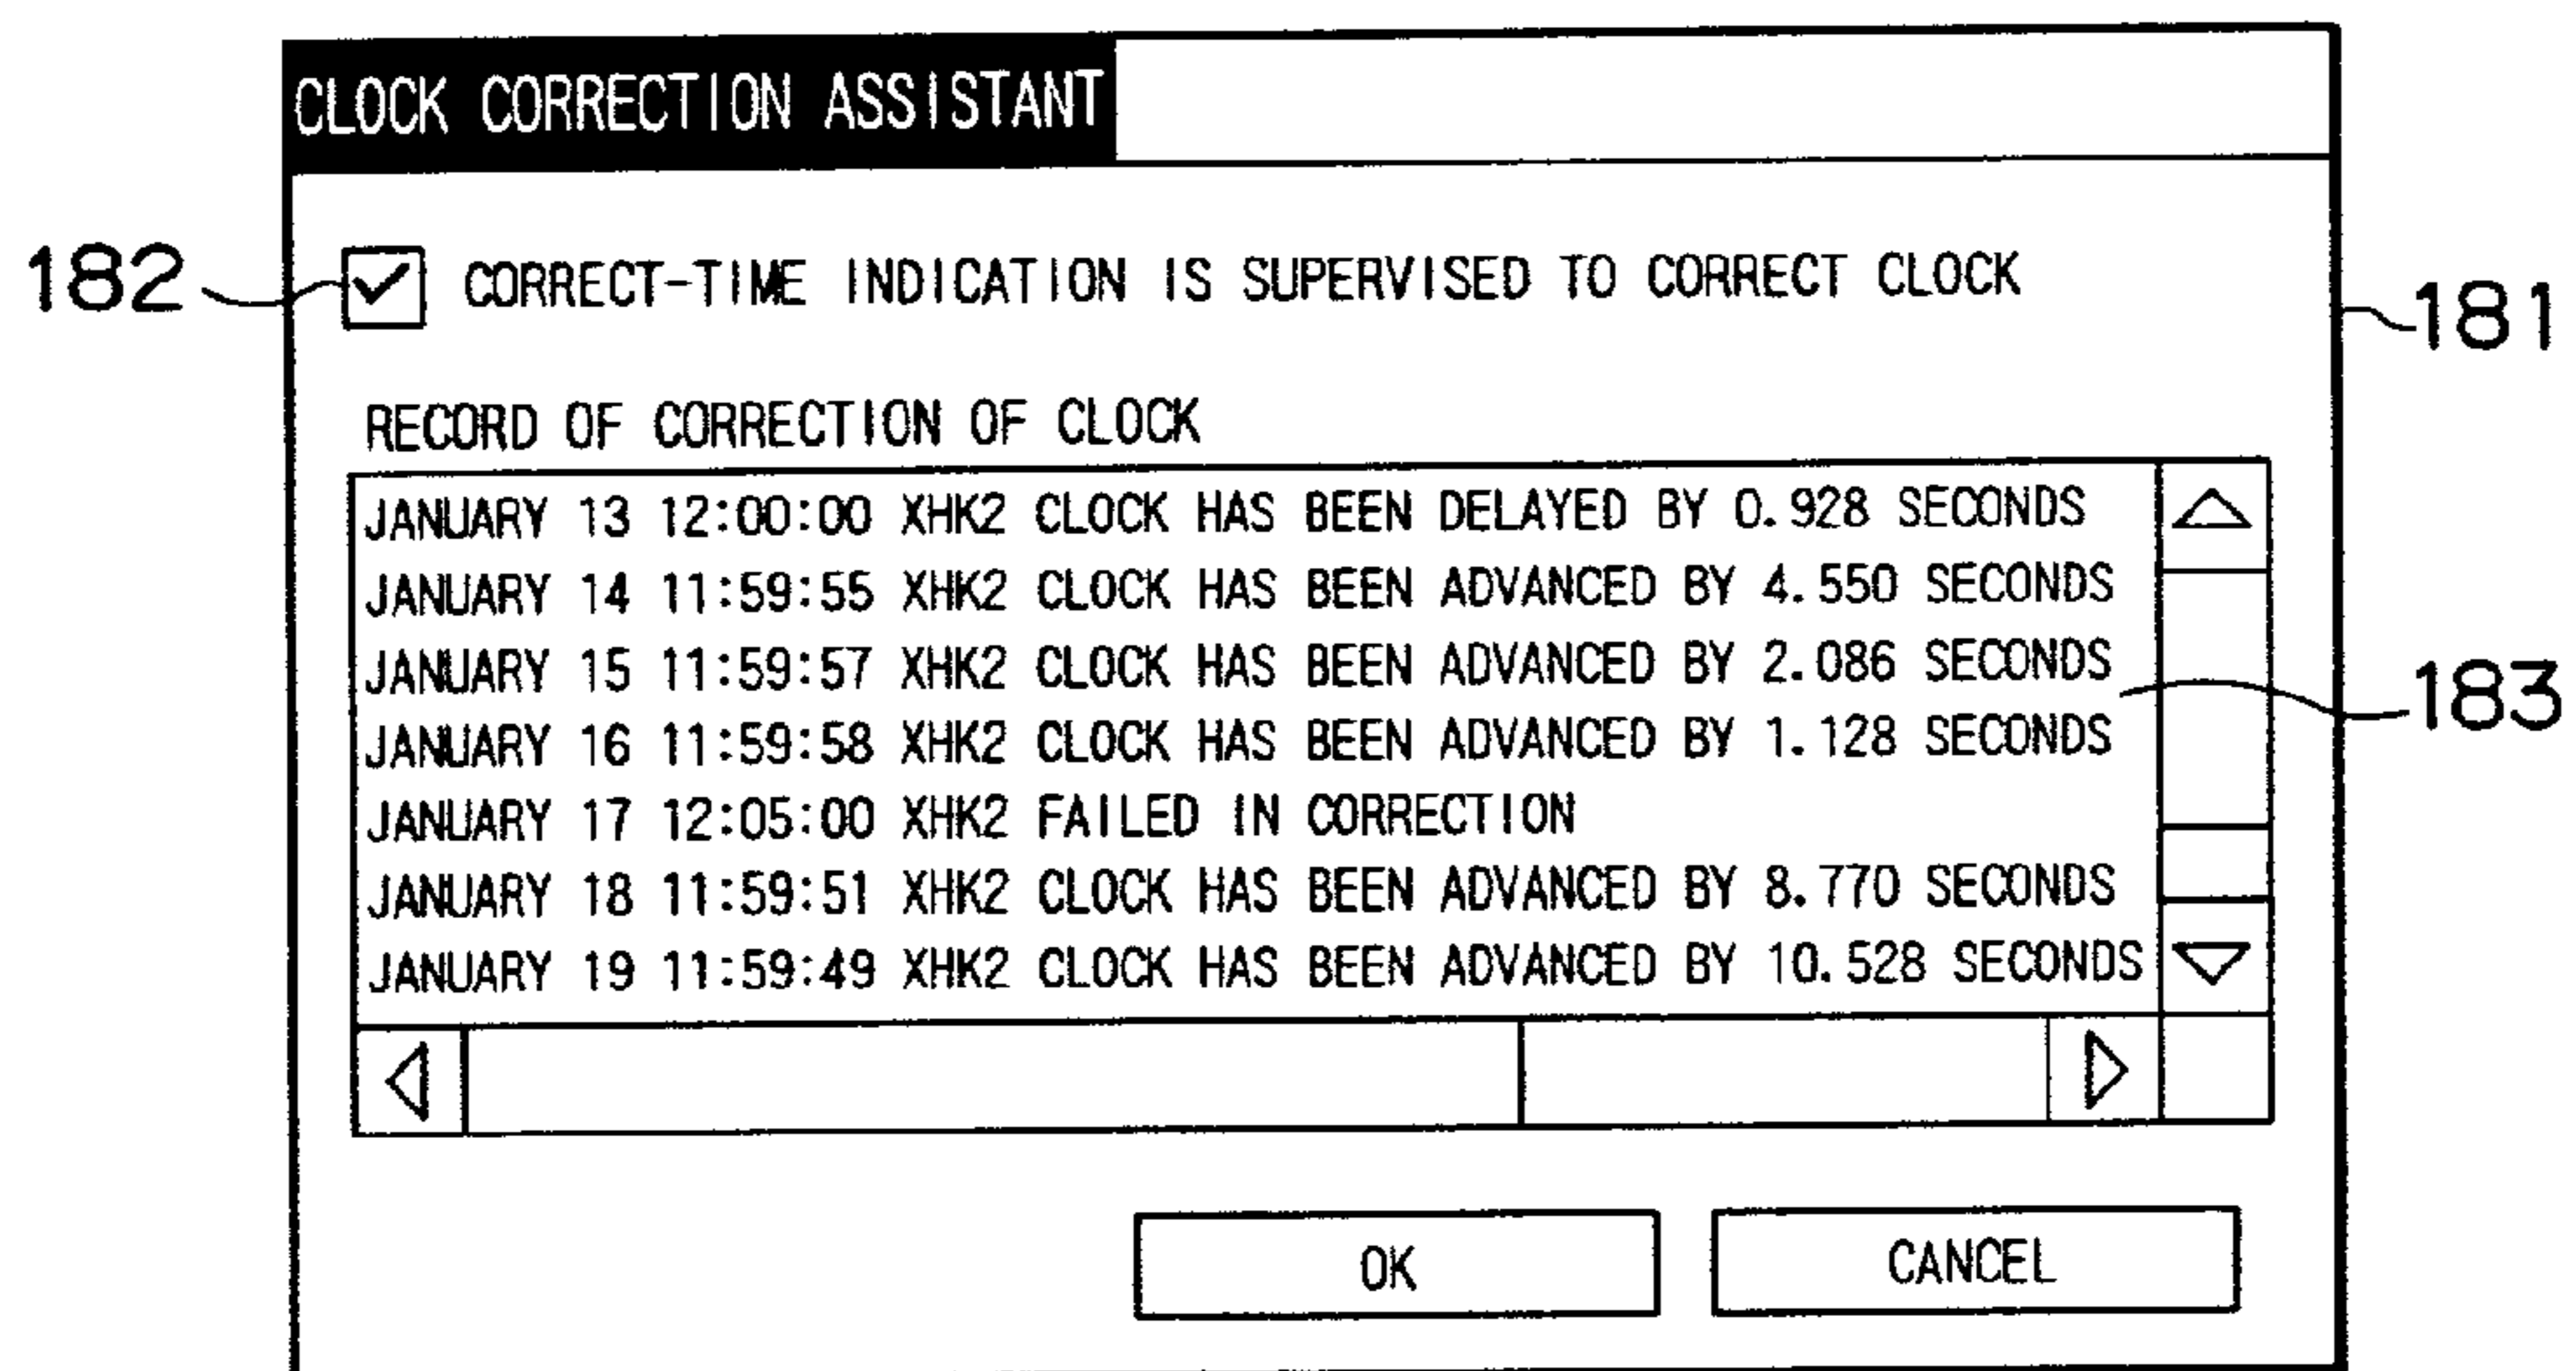 CLOCK CORRECTION ASSISTANT
182
CORRECT-TIME INDICATION IS SUPERVISED TO CORRECT CLOCK
181
RECORD OF CORRECTION OF CLOCK
JANUARY 13 12:00:00 XHK2 CLOCK HAS BEEN DELAYED BY 0.928 SECONDS
JANUARY 14 11:59:55 XHK2 CLOCK HAS BEEN ADVANCED BY 4.550 SECONDS
JANUARY 15 11:59:57 XHK2 CLOCK HAS BEEN ADVANCED BY 2.086 SECONDS
183
JANUARY 16 11:59:58 XHK2 CLOCK HAS BEEN ADVANCED BY 1.128 SECONDS
JANUARY 17 12:05:00 XHK2 FAILED IN CORRECTION
JANUARY 18 11:59:51 XHK2 CLOCK HAS BEEN ADVANCED BY 8.770 SECONDS
JANUARY 19 11:59:49 XHK2 CLOCK HAS BEEN ADVANCED BY 10.528 SECONDS
OK
CANCEL